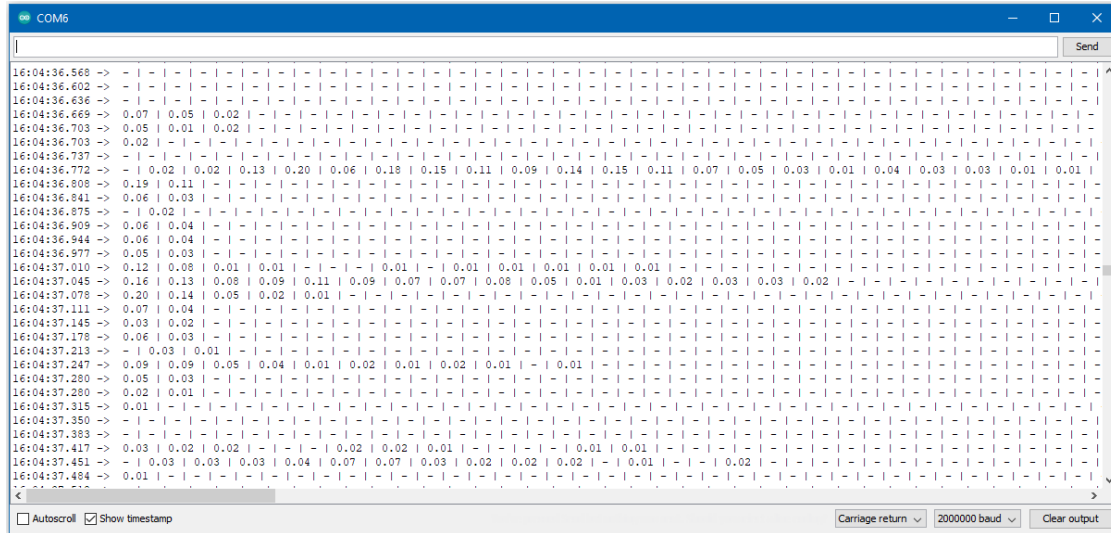 COM6
Send
16:04:36.568 -> - | - | - | - | - | - | - | - | - | - | - | - | - | - | - | - | - | - | - | - | - | - | - | - | - | - | - | - | - | - | - | - | - | - | - | - | - | - | - | - | - | - | - |
16:04:36.602 -> - | - | - | - | - | - | - | - | - | - | - | - | - | - | - | - | - | - | - | - | - | - | - | - | - | - | - | - | - | - | - | - | - | - | - | - | - | - | - | - | - | - | - |
16:04:36.636 -> - | - | - | - | - | - | - | - | - | - | - | - | - | - | - | - | - | - | - | - | - | - | - | - | - | - | - | - | - | - | - | - | - | - | - | - | - | - | - | - | - | - | - |
16:04:36.669 -> 0.07 | 0.05 | 0.02 | - | - | - | - | - | - | - | - | - | - | - | - | - | - | - | - | - | - | - | - | - | - | - | - | - | - | - | - | - | - | - | - | - | - | - | - | -
16:04:36.703 -> 0.05 | 0.01 | 0.02 | - | - | - | - | - | - | - | - | - | - | - | - | - | - | - | - | - | - | - | - | - | - | - | - | - | - | - | - | - | - | - | - | - | - | - | - | -
16:04:36.703 -> 0.02 | - | - | - | - | - | - | - | - | - | - | - | - | - | - | - | - | - | - | - | - | - | - | - | - | - | - | - | - | - | - | - | - | - | - | - | - | - | - | - | - | - |
16:04:36.737 -> - | - | - | - | - | - | - | - | - | - | - | - | - | - | - | - | - | - | - | - | - | - | - | - | - | - | - | - | - | - | - | - | - | - | - | - | - | - | - | - | - | - | - |
16:04:36.772 -> - | 0.02 | 0.02 | 0.13 | 0.20 | 0.06 | 0.18 | 0.15 | 0.11 | 0.09 | 0.14 | 0.15 | 0.11 | 0.07 | 0.05 | 0.03 | 0.01 | 0.04 | 0.03 | 0.03 | 0.01 | 0.01 |
16:04:36.808 -> 0.19 | 0.11 | - | - | - | - | - | - | - | - | - | - | - | - | - | - | - | - | - | - | - | - | - | - | - | - | - | - | - | - | - | - | - | - | - | - | - | - | - | - | -
16:04:36.841 -> 0.06 | 0.03 | - | - | - | - | - | - | - | - | - | - | - | - | - | - | - | - | - | - | - | - | - | - | - | - | - | - | - | - | - | - | - | - | - | - | - | - | - | - | -
16:04:36.875 -> - | 0.02 | - | - | - | - | - | - | - | - | - | - | - | - | - | - | - | - | - | - | - | - | - | - | - | - | - | - | - | - | - | - | - | - | - | - | - | - | - | - | - | - |
16:04:36.909 -> 0.06 | 0.04 | - | - | - | - | - | - | - | - | - | - | - | - | - | - | - | - | - | - | - | - | - | - | - | - | - | - | - | - | - | - | - | - | - | - | - | - | - | - | -
16:04:36.944 -> 0.06 | 0.04 | - | - | - | - | - | - | - | - | - | - | - | - | - | - | - | - | - | - | - | - | - | - | - | - | - | - | - | - | - | - | - | - | - | - | - | - | - | - | -
16:04:36.977 -> 0.05 | 0.03 | - | - | - | - | - | - | - | - | - | - | - | - | - | - | - | - | - | - | - | - | - | - | - | - | - | - | - | - | - | - | - | - | - | - | - | - | - | - | -
16:04:37.010 -> 0.12 | 0.08 | 0.01 | 0.01 | - | - | - | 0.01 | - | 0.01 | 0.01 | 0.01 | 0.01 | 0.01 | - | - | - | - | - | - | - | - | - | - | - | - | - | - | - | - | - | - | -
16:04:37.045 -> 0.16 | 0.13 | 0.08 | 0.09 | 0.11 | 0.09 | 0.07 | 0.07 | 0.08 | 0.05 | 0.01 | 0.03 | 0.02 | 0.03 | 0.03 | 0.02 | - | - | - | - | - | - | - | - | - | - | - |
16:04:37.078 -> 0.20 | 0.14 | 0.05 | 0.02 | 0.01 | - | - | - | - | - | - | - | - | - | - | - | - | - | - | - | - | - | - | - | - | - | - | - | - | - | - | - | - | - | - | - | - |
16:04:37.111 -> 0.07 | 0.04 | - | - | - | - | - | - | - | - | - | - | - | - | - | - | - | - | - | - | - | - | - | - | - | - | - | - | - | - | - | - | - | - | - | - | - | - | - | - | -
16:04:37.145 -> 0.03 | 0.02 | - | - | - | - | - | - | - | - | - | - | - | - | - | - | - | - | - | - | - | - | - | - | - | - | - | - | - | - | - | - | - | - | - | - | - | - | - | - | -
16:04:37.178 -> 0.06 | 0.03 | - | - | - | - | - | - | - | - | - | - | - | - | - | - | - | - | - | - | - | - | - | - | - | - | - | - | - | - | - | - | - | - | - | - | - | - | - | - | -
16:04:37.213 -> - | 0.03 | 0.01 | - | - | - | - | - | - | - | - | - | - | - | - | - | - | - | - | - | - | - | - | - | - | - | - | - | - | - | - | - | - | - | - | - | - | - | - | - | -
16:04:37.247 -> 0.09 | 0.09 | 0.05 | 0.04 | 0.01 | 0.02 | 0.01 | 0.02 | 0.01 | - | 0.01 | - | - | - | - | - | - | - | - | - | - | - | - | - | - | - | - | - | - | - | - | - | -
16:04:37.280 -> 0.05 | 0.03 | - | - | - | - | - | - | - | - | - | - | - | - | - | - | - | - | - | - | - | - | - | - | - | - | - | - | - | - | - | - | - | - | - | - | - | - | - | - | -
16:04:37.280 -> 0.02 | 0.01 | - | - | - | - | - | - | - | - | - | - | - | - | - | - | - | - | - | - | - | - | - | - | - | - | - | - | - | - | - | - | - | - | - | - | - | - | - | - | -
16:04:37.315 -> 0.01 | - | - | - | - | - | - | - | - | - | - | - | - | - | - | - | - | - | - | - | - | - | - | - | - | - | - | - | - | - | - | - | - | - | - | - | - | - | - | - | - | - |
16:04:37.350 -> - | - | - | - | - | - | - | - | - | - | - | - | - | - | - | - | - | - | - | - | - | - | - | - | - | - | - | - | - | - | - | - | - | - | - | - | - | - | - | - | - | - | - |
16:04:37.383 -> - | - | - | - | - | - | - | - | - | - | - | - | - | - | - | - | - | - | - | - | - | - | - | - | - | - | - | - | - | - | - | - | - | - | - | - | - | - | - | - | - | - | - |
16:04:37.417 -> 0.03 | 0.02 | 0.02 | - | - | - | 0.02 | 0.02 | 0.01 | - | - | - | - | 0.01 | 0.01 | - | - | - | - | - | - | - | - | - | - | - | - | - | - | - | - | - | - | -
16:04:37.451 -> - | 0.03 | 0.03 | 0.03 | 0.04 | 0.07 | 0.07 | 0.03 | 0.02 | 0.02 | 0.02 | - | 0.01 | - | - | - | 0.02 | - | - | - | - | - | - | - | - | - | - | - | - | - | - |
16:04:37.484 -> 0.01 | - | - | - | - | - | - | - | - | - | - | - | - | - | - | - | - | - | - | - | - | - | - | - | - | - | - | - | - | - | - | - | - | - | - | - | - | - | - | - | - | - |
Autoscroll Show timestamp Carriage return 2000000 baud Clear output